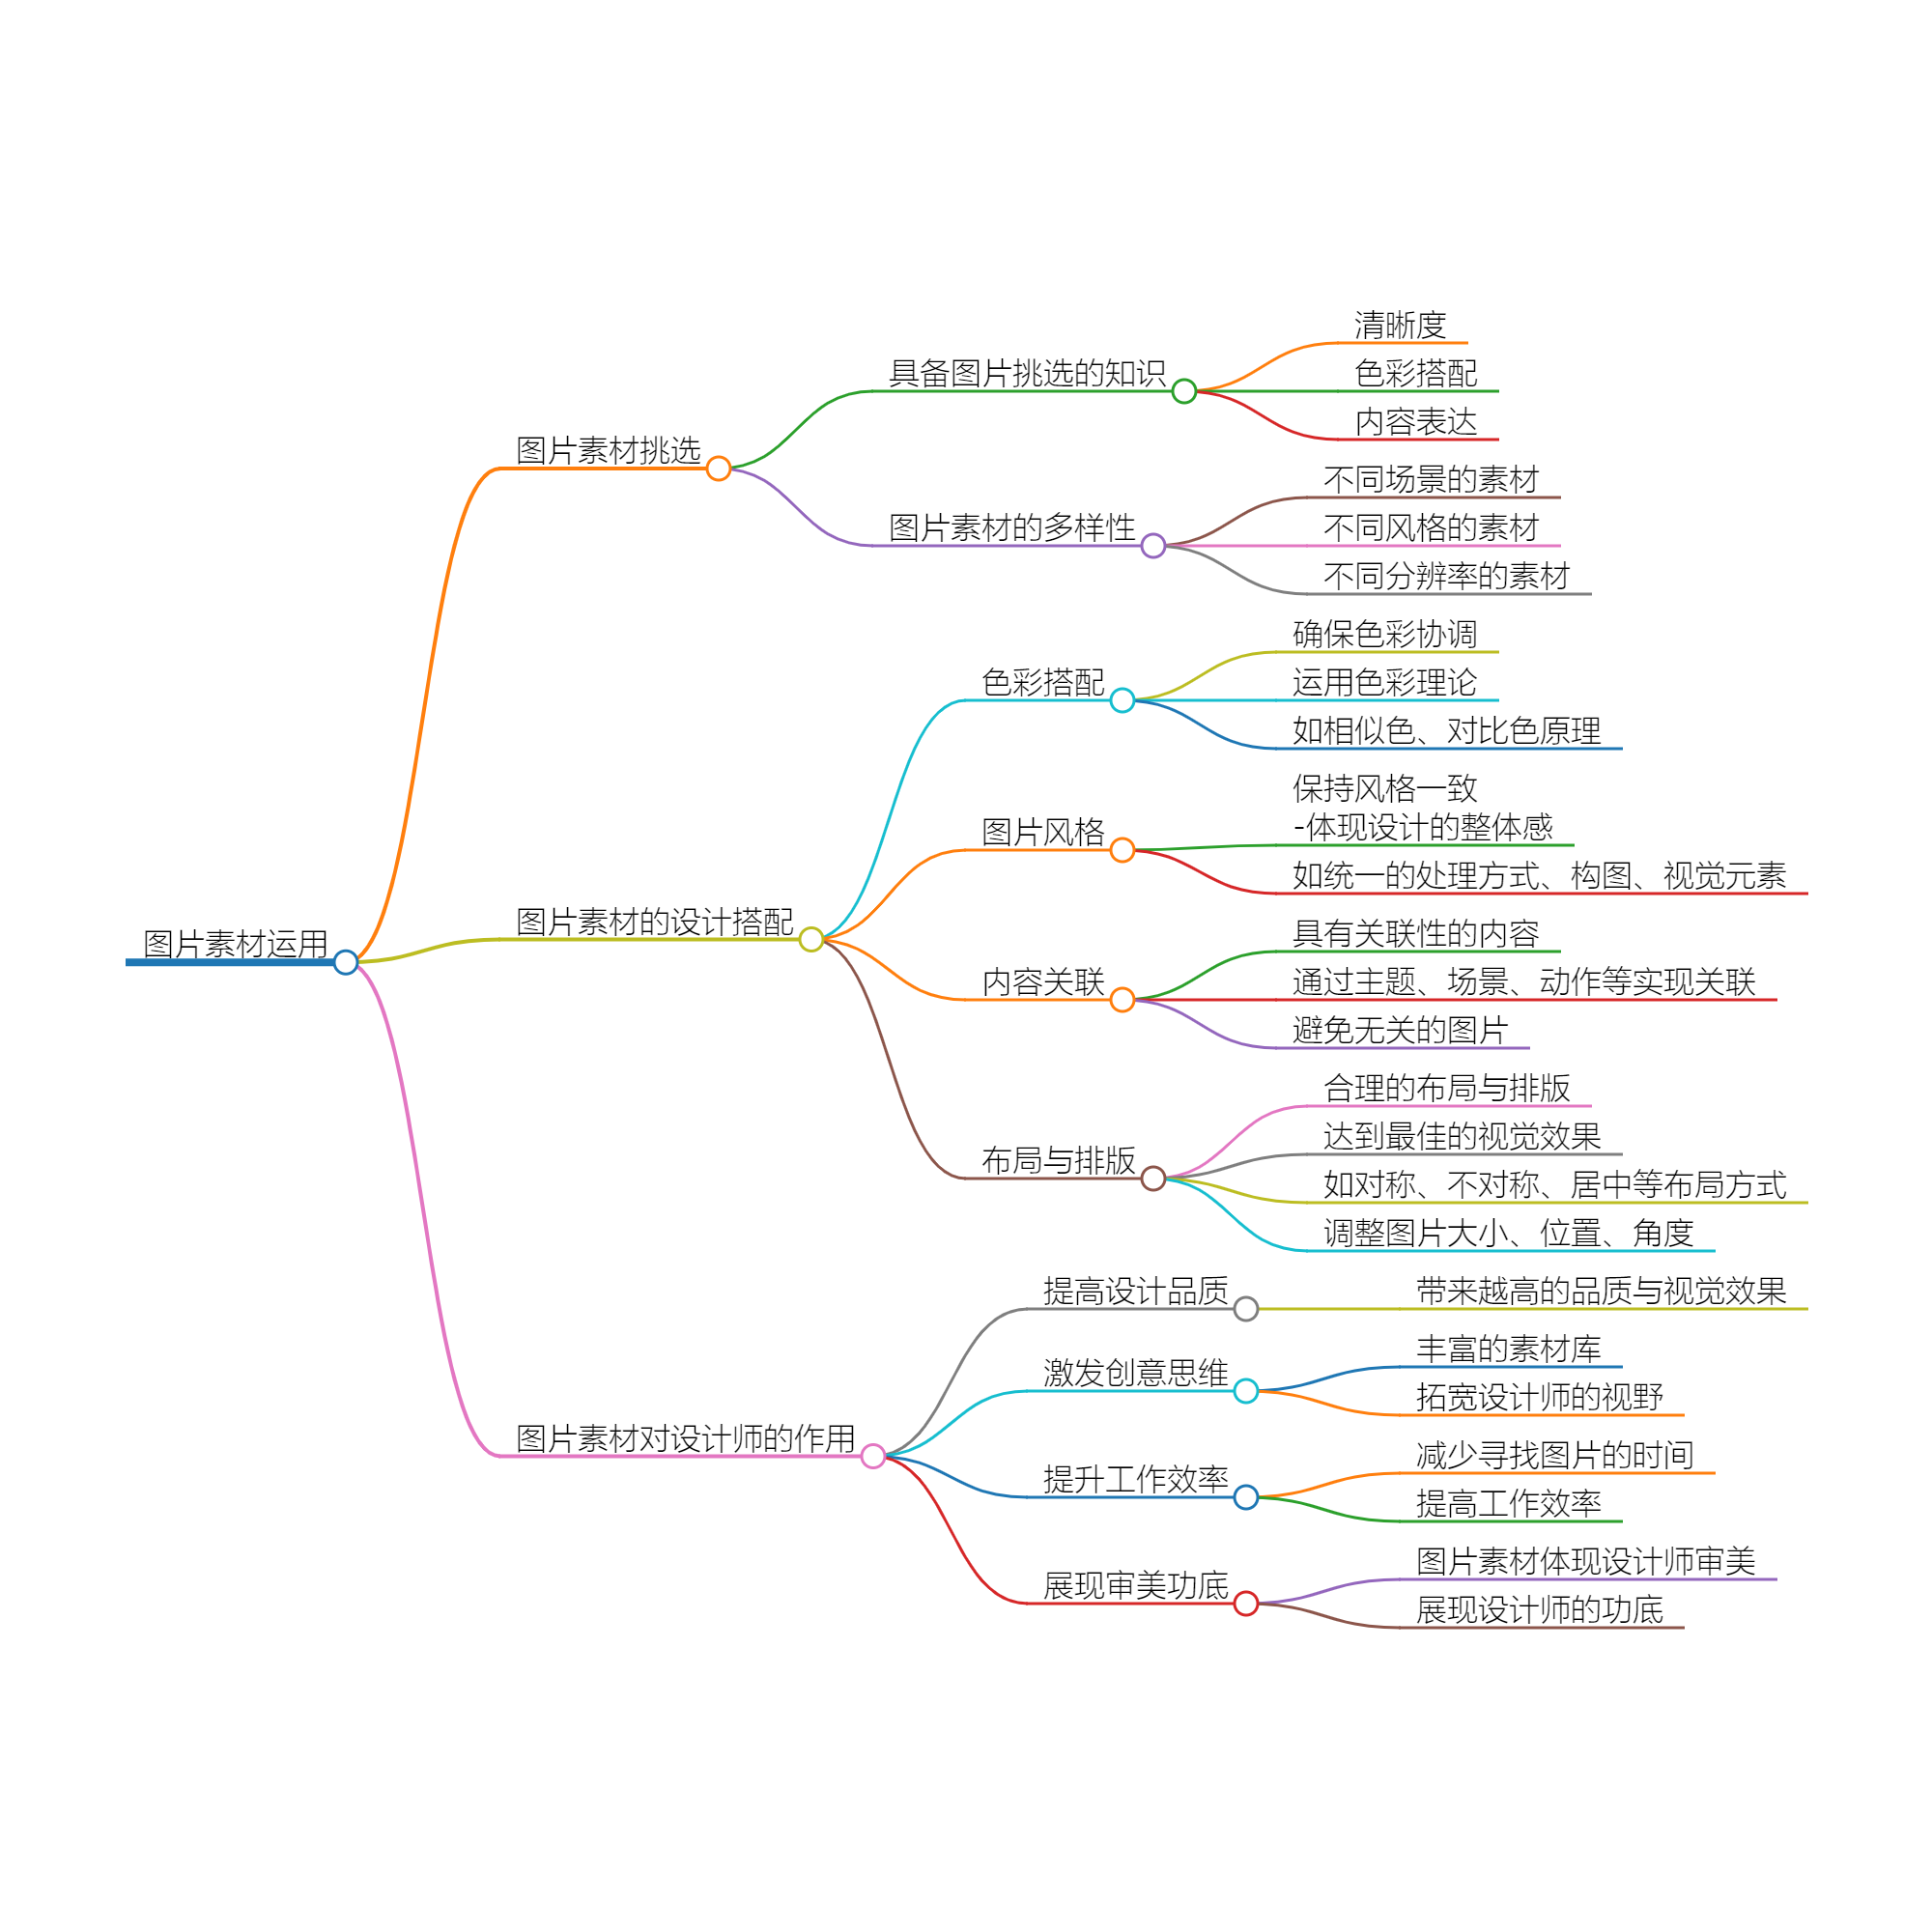 图片素材运用
图片素材挑选
具备图片挑选的知识
清晰度
色彩搭配
内容表达
图片素材的多样性
不同场景的素材
不同风格的素材
不同分辨率的素材
图片素材的设计搭配
色彩搭配
确保色彩协调
运用色彩理论
如相似色、对比色原理
图片风格
保持风格一致
-体现设计的整体感
如统一的处理方式、构图、视觉元素
内容关联
具有关联性的内容
通过主题、场景、动作等实现关联
避免无关的图片
布局与排版
合理的布局与排版
达到最佳的视觉效果
如对称、不对称、居中等布局方式
调整图片大小、位置、角度
图片素材对设计师的作用
提高设计品质
带来越高的品质与视觉效果
激发创意思维
丰富的素材库
拓宽设计师的视野
提升工作效率
减少寻找图片的时间
提高工作效率
展现审美功底
图片素材体现设计师审美
展现设计师的功底